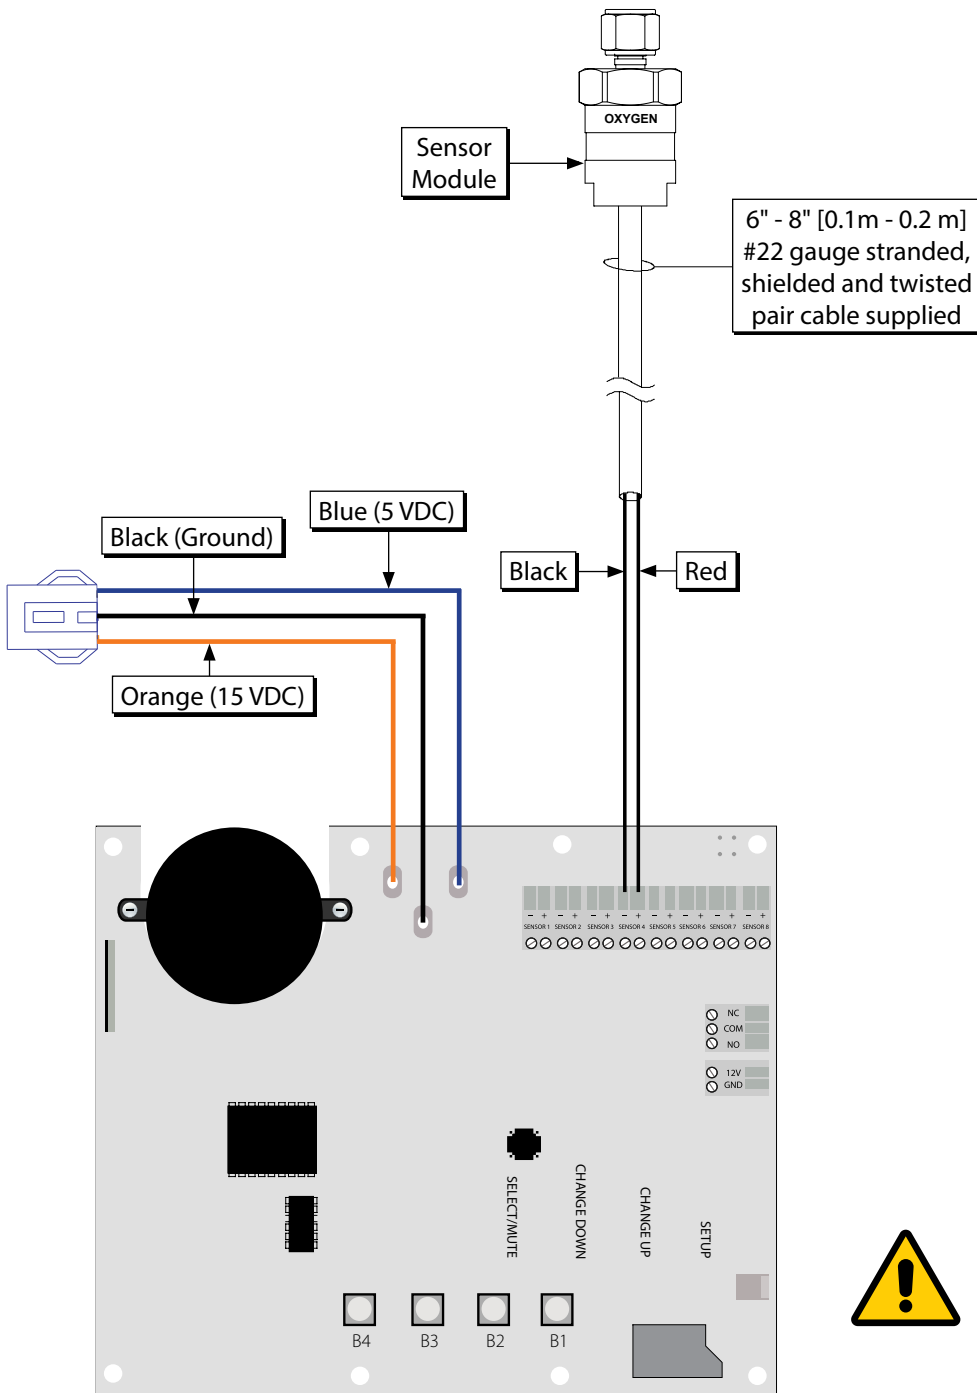 OXYGEN
Sensor
Module
6" - 8" [0.1m - 0.2 m]
#22 gauge stranded,
shielded and twisted
pair cable supplied
Blue (5 VDC)
Black (Ground)
Black
Red
Orange (15 VDC)
- + - + - + - + - + - + - + - +
SENSOR 1 SENSOR 2 SENSOR 3 SENSOR 4 SENSOR 5 SENSOR 6 SENSOR 7 SENSOR 8
NC
COM
NO
12V
GND
SELECT/MUTE
CHANGE DOWN
CHANGE UP
SETUP
B4 B3 B2 B1
!